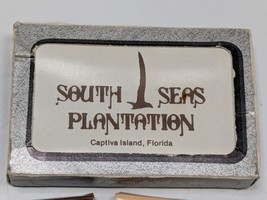 SOUTH SEAS
PLANTATION
Captiva Island, Florida